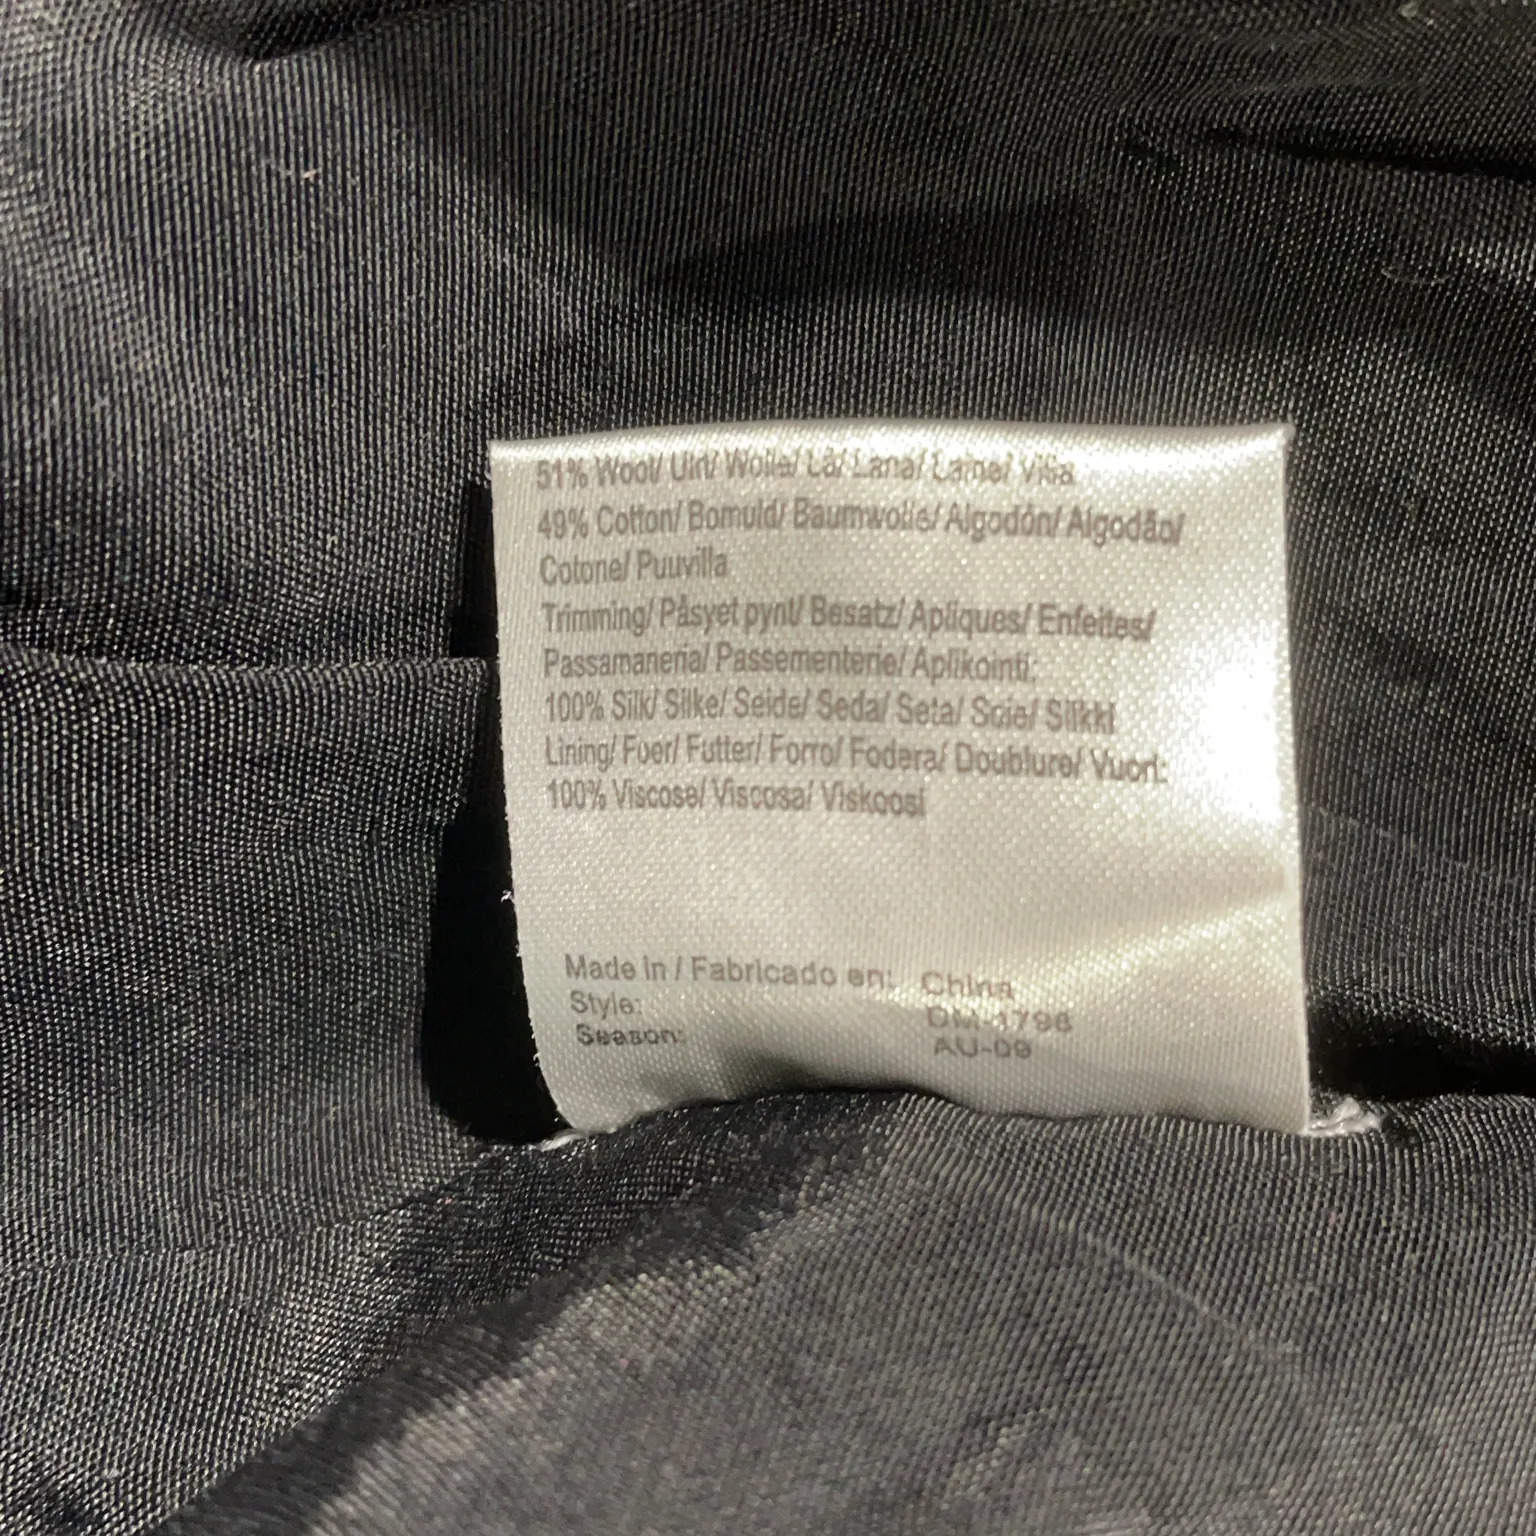 51% Wool/ Uld/ Wolle/ Lã/ Lana/ Laine/ Villa
49% Cotton/ Bomuld/ Baumwolle/ Algodón/ Algodão/
Cotone/ Puuvilla
Trimming/ Påsyet pynt/ Besatz/ Apliques/ Enfeites/
Passamaneria/ Passementerie/ Aplikointi:
100% Silk/ Silke/ Seide/ Seda/ Seta/ Soie/ Silkki
Lining/ Foer/ Futter/ Forro/ Fodera/ Doublure/ Vuori:
100% Viscose/ Viscosa/ Viskoosi
Made in / Fabricado en: China
Style: DM-1796
Season: AU-09